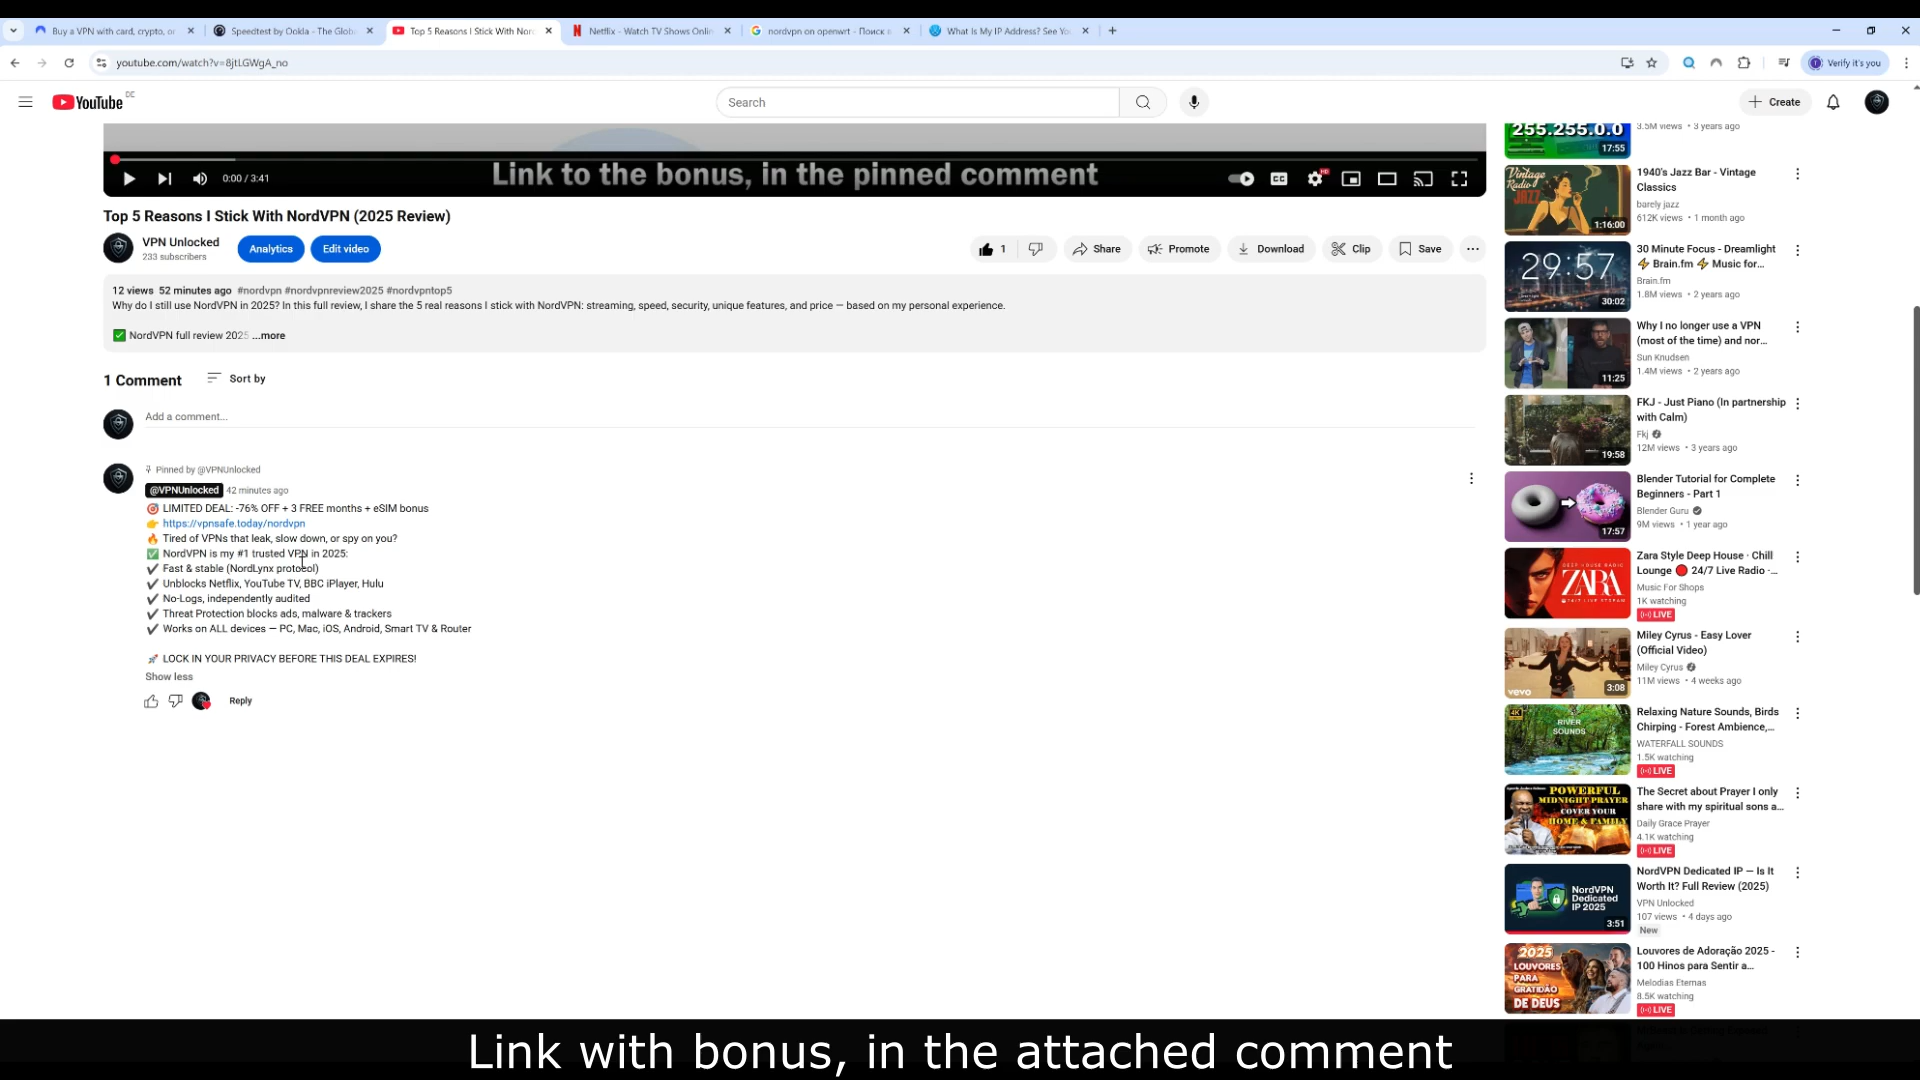 Buy a VPN with card, crypto, or
Speedtest by Ookla - The Glob
Top 5 Reasons I Stick With Nor
Netflix - Watch TV Shows Onlin
nordvpn on openwrt - Поиск в
What Is My IP Address? See Yo
youtube.com/watch?v=8jtLGWgA_no
Verify it's you
YouTube DC
Search
Create
0:00 / 3:41
Link to the bonus, in the pinned comment
CC
HD
Top 5 Reasons I Stick With NordVPN (2025 Review)
VPN Unlocked
233 subscribers
Analytics
Edit video
1
Share
Promote
Download
Clip
Save
12 views 52 minutes ago #nordvpn #nordvpnreview2025 #nordvpntop5
Why do I still use NordVPN in 2025? In this full review, I share the 5 real reasons I stick with NordVPN: streaming, speed, security, unique features, and price — based on my personal experience.
✅ NordVPN full review 2025 ...more
1 Comment
Sort by
Add a comment...
Pinned by @VPNUnlocked
@VPNUnlocked 42 minutes ago
🎯 LIMITED DEAL: -76% OFF + 3 FREE months + eSIM bonus
👉 https://vpnsafe.today/nordvpn
🔥 Tired of VPNs that leak, slow down, or spy on you?
✅ NordVPN is my #1 trusted VPN in 2025:
✔ Fast & stable (NordLynx protocol)
✔ Unblocks Netflix, YouTube TV, BBC iPlayer, Hulu
✔ No-Logs, independently audited
✔ Threat Protection blocks ads, malware & trackers
✔ Works on ALL devices — PC, Mac, iOS, Android, Smart TV & Router
🚀 LOCK IN YOUR PRIVACY BEFORE THIS DEAL EXPIRES!
Show less
Reply
255.255.0.0
17:55
3.5M views • 3 years ago
Vintage
Radio
JAZZ
1:16:00
1940's Jazz Bar - Vintage
Classics
barely jazz
612K views • 1 month ago
29:57
30:02
30 Minute Focus - Dreamlight
⚡ Brain.fm ⚡ Music for...
Brain.fm
1.8M views • 2 years ago
11:25
Why I no longer use a VPN
(most of the time) and nor...
Sun Knudsen
1.4M views • 2 years ago
19:58
FKJ - Just Piano (In partnership
with Calm)
Fkj
12M views • 3 years ago
17:57
Blender Tutorial for Complete
Beginners - Part 1
Blender Guru
9M views • 1 year ago
DEEP HOUSE RADIO
ZARA
Zara Style Deep House · Chill
Lounge 🔴 24/7 Live Radio ·...
Music For Shops
1K watching
LIVE
vevo
3:08
Miley Cyrus - Easy Lover
(Official Video)
Miley Cyrus
11M views • 4 weeks ago
4K
RIVER
SOUNDS
Relaxing Nature Sounds, Birds
Chirping - Forest Ambience,...
WATERFALL SOUNDS
1.5K watching
LIVE
POWERFUL
MIDNIGHT PRAYER
COVER YOUR
HOME & FAMILY
The Secret about Prayer I only
share with my spiritual sons a...
Daily Grace Prayer
4.1K watching
LIVE
NordVPN
Dedicated
IP 2025
3:51
NordVPN Dedicated IP — Is It
Worth It? Full Review (2025)
VPN Unlocked
107 views • 4 days ago
New
2025
LOUVORES
PARA
GRATIDÃO
DE DEUS
Louvores de Adoração 2025 -
100 Hinos para Sentir a...
Melodias Eternas
8.5K watching
LIVE
Link with bonus, in the attached comment